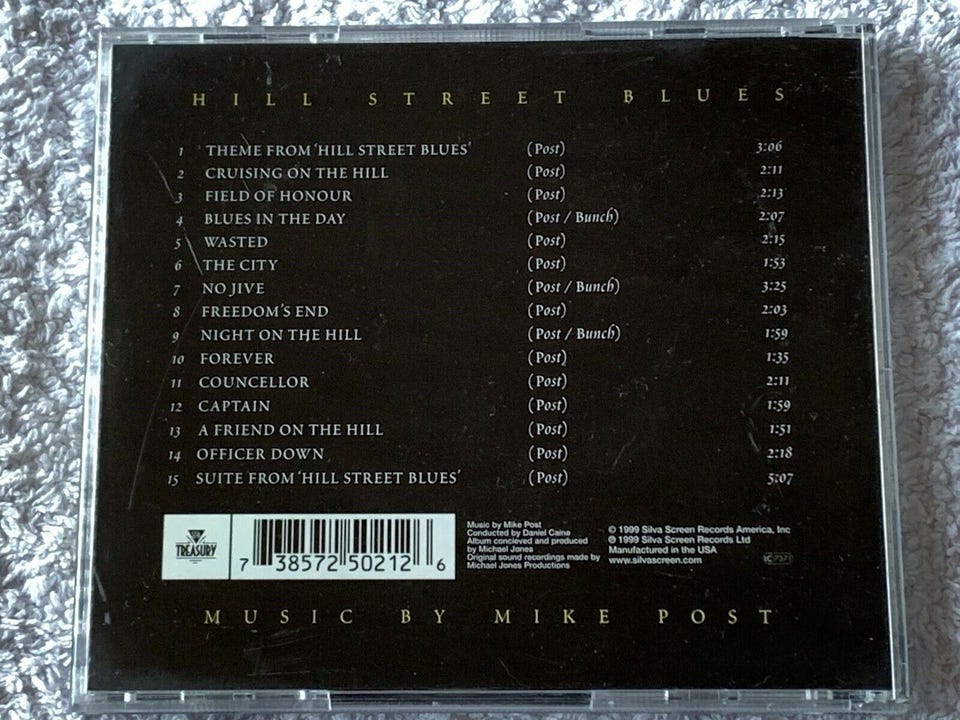 HILL STREET BLUES
1 THEME FROM 'HILL STREET BLUES' (Post) 3:06
2 CRUISING ON THE HILL (Post) 2:11
3 FIELD OF HONOUR (Post) 2:13
4 BLUES IN THE DAY (Post / Bunch) 2:07
5 WASTED (Post) 2:15
6 THE CITY (Post) 1:53
7 NO JIVE (Post / Bunch) 3:25
8 FREEDOM'S END (Post) 2:03
9 NIGHT ON THE HILL (Post / Bunch) 1:59
10 FOREVER (Post) 1:35
11 COUNCELLOR (Post) 2:11
12 CAPTAIN (Post) 1:59
13 A FRIEND ON THE HILL (Post) 1:51
14 OFFICER DOWN (Post) 2:18
15 SUITE FROM 'HILL STREET BLUES' (Post) 5:07
TREASURY
7 38572 50212 6
Music by Mike Post
Conducted by Daniel Caine
Album concieved and produced
by Michael Jones
Original sound recordings made by
Michael Jones Productions
© 1999 Silva Screen Records America, Inc
℗ 1999 Silva Screen Records Ltd
Manufactured in the USA
www.silvascreen.com
MUSIC BY MIKE POST